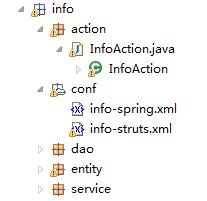 info
action
InfoAction.java
InfoAction
conf
info-spring.xml
info-struts.xml
dao
entity
service